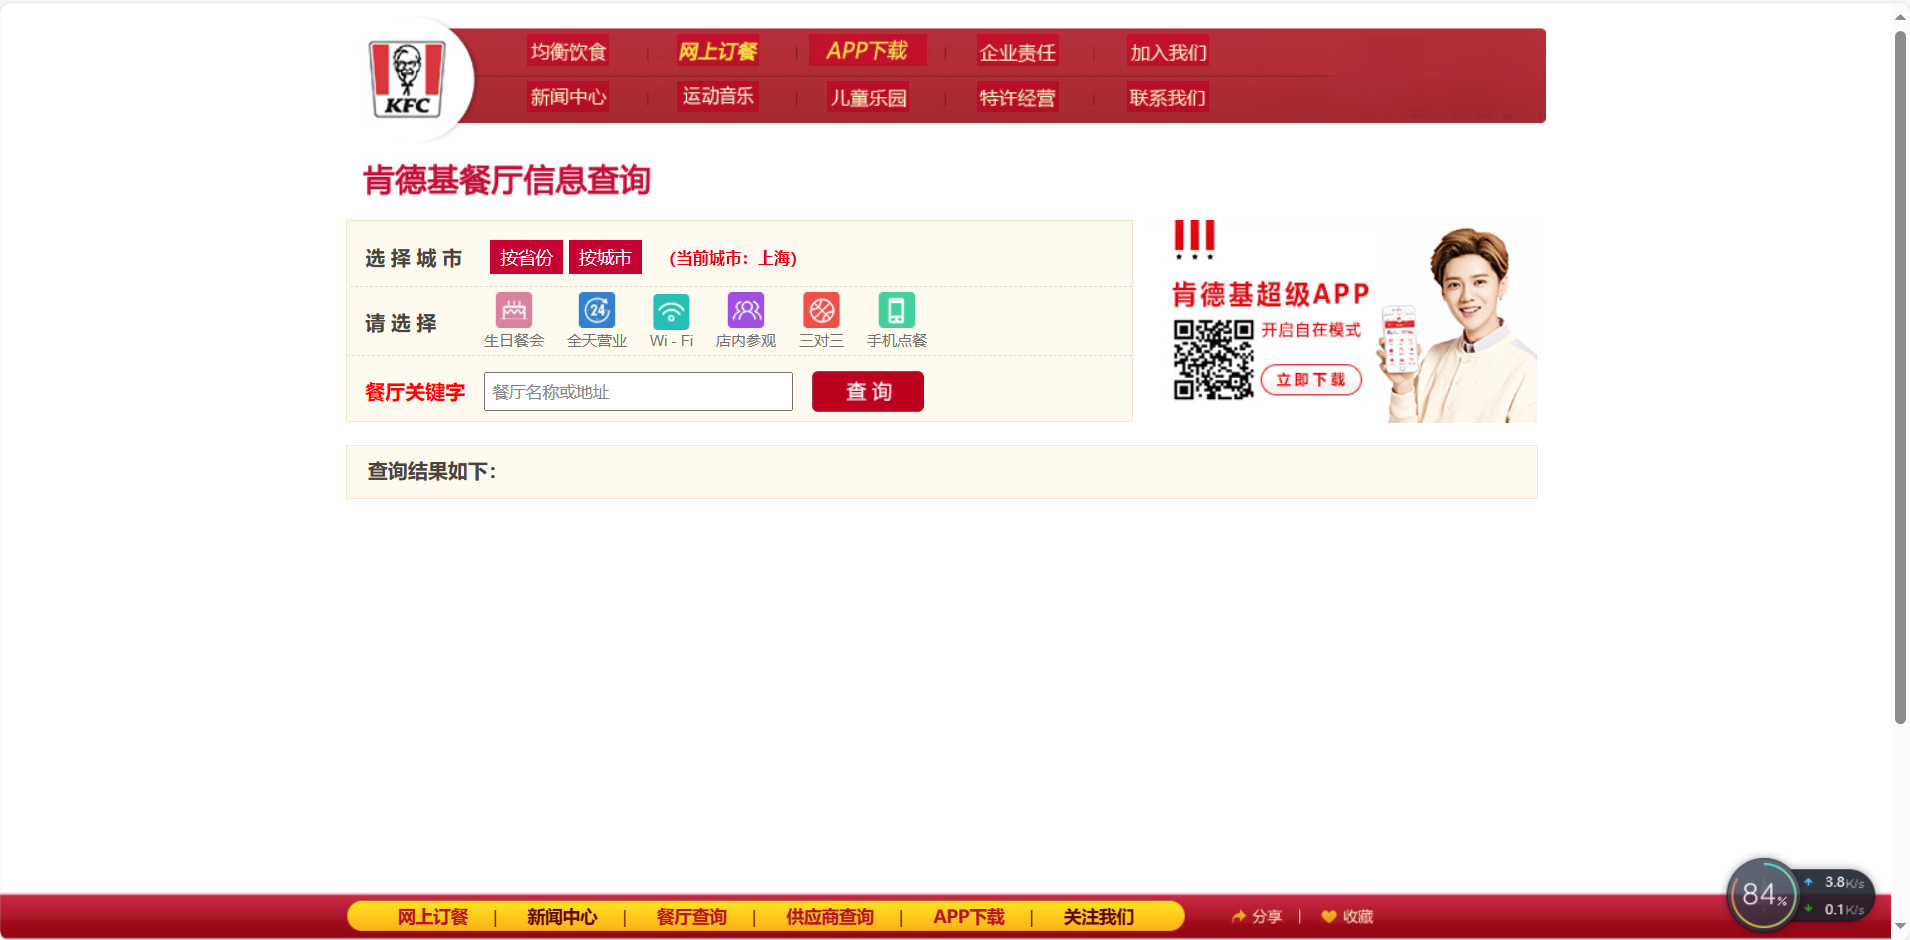 均衡饮食 | 网上订餐 | APP下载 | 企业责任 | 加入我们
新闻中心 | 运动音乐 | 儿童乐园 | 特许经营 | 联系我们
KFC
肯德基餐厅信息查询
选择城市 按省份 按城市 (当前城市：上海)
请选择 24
生日餐会 全天营业 Wi - Fi 店内参观 三对三 手机点餐
餐厅关键字 餐厅名称或地址 查 询
肯德基超级APP
开启自在模式
立即下载
查询结果如下：
网上订餐 | 新闻中心 | 餐厅查询 | 供应商查询 | APP下载 | 关注我们 分享 | 收藏
84% 3.8K/s
0.1K/s